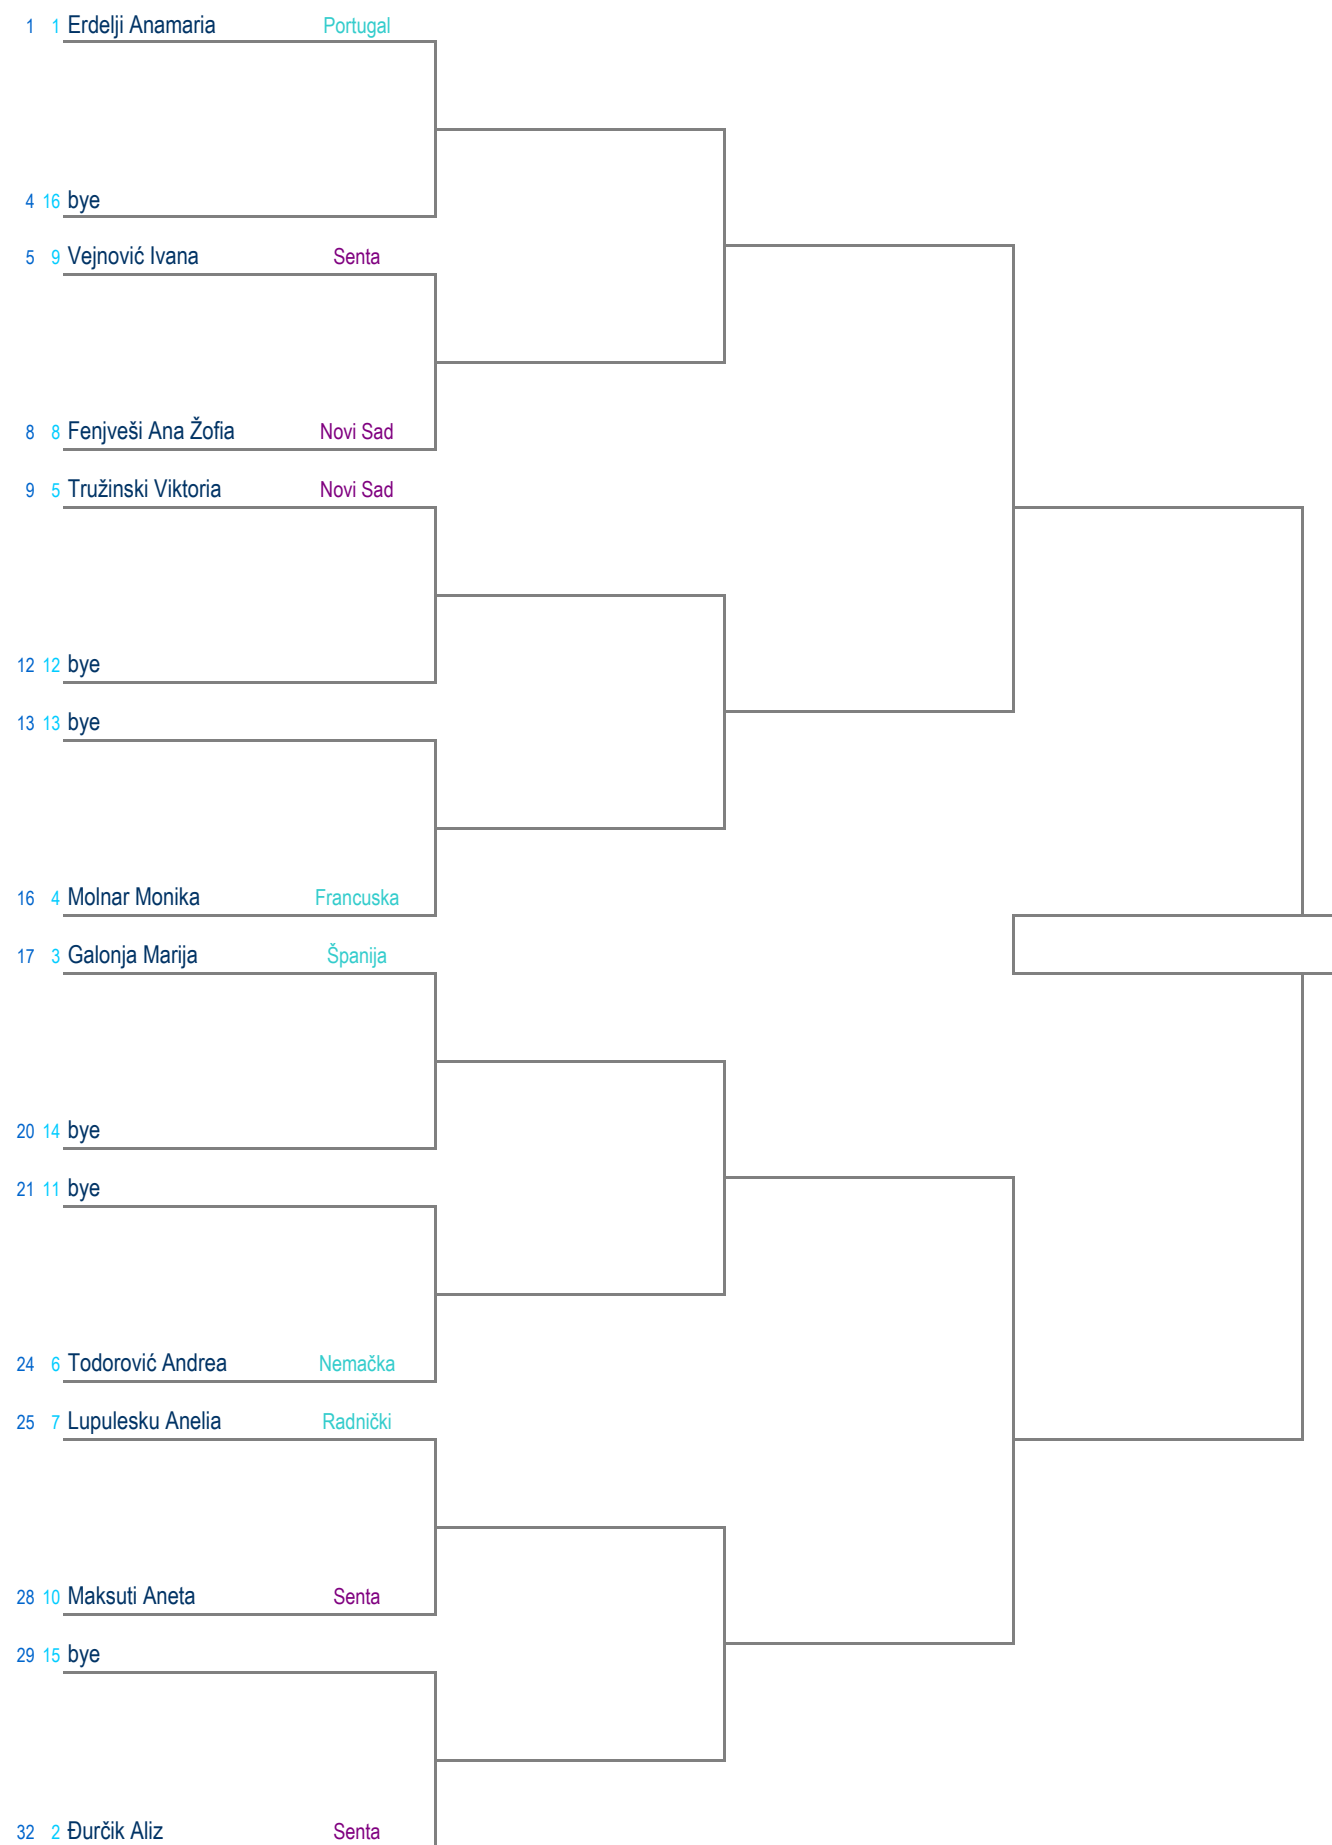 1 1 Erdelji Anamaria Portugal
4 16 bye
5 9 Vejnović Ivana Senta
8 8 Fenjveši Ana Žofia Novi Sad
9 5 Tružinski Viktoria Novi Sad
12 12 bye
13 13 bye
16 4 Molnar Monika Francuska
17 3 Galonja Marija Španija
20 14 bye
21 11 bye
24 6 Todorović Andrea Nemačka
25 7 Lupulesku Anelia Radnički
28 10 Maksuti Aneta Senta
29 15 bye
32 2 Đurčik Aliz Senta